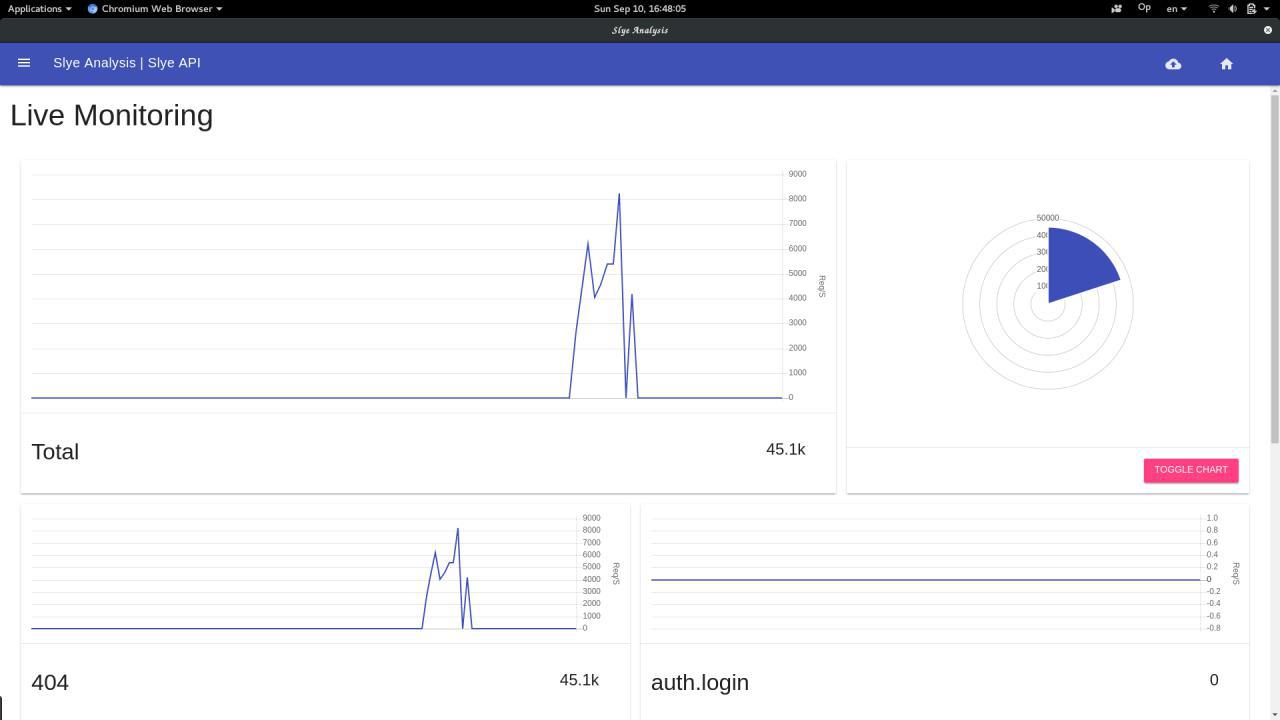 Applications
Chromium Web Browser
Sun Sep 10, 16:48:05
Op
en
Slye Analysis
Slye Analysis | Slye API
Live Monitoring
9000
8000
7000
6000
5000
4000
3000
2000
1000
0
Req/S
Total
45.1k
50000
400
300
200
100
TOGGLE CHART
9000
8000
7000
6000
5000
4000
3000
2000
1000
0
Req/S
404
45.1k
1.0
0.8
0.6
0.4
0.2
0
-0.2
-0.4
-0.6
-0.8
Req/S
auth.login
0